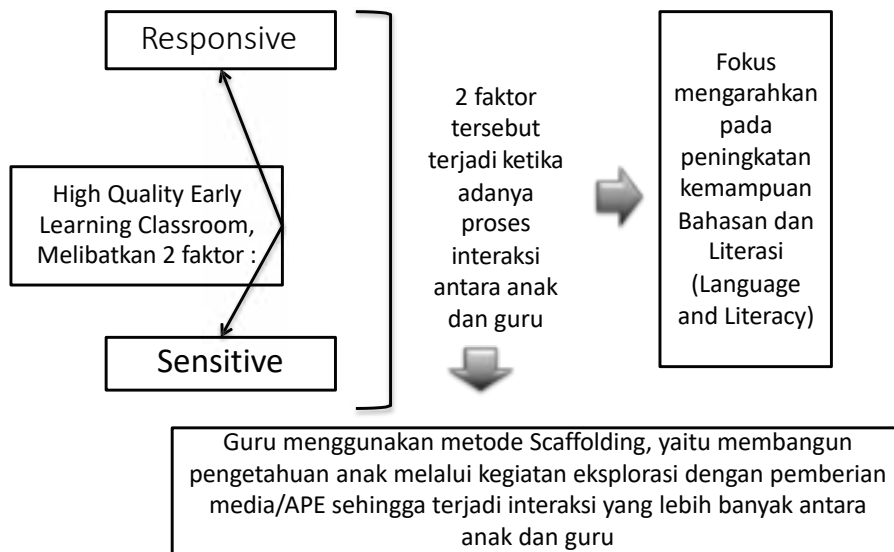 Responsive
High Quality Early
Learning Classroom,
Melibatkan 2 faktor :
Sensitive
2 faktor
tersebut
terjadi ketika
adanya
proses
interaksi
antara anak
dan guru
Fokus
mengarahkan
pada
peningkatan
kemampuan
Bahasan dan
Literasi
(Language
and Literacy)
Guru menggunakan metode Scaffolding, yaitu membangun
pengetahuan anak melalui kegiatan eksplorasi dengan pemberian
media/APE sehingga terjadi interaksi yang lebih banyak antara
anak dan guru